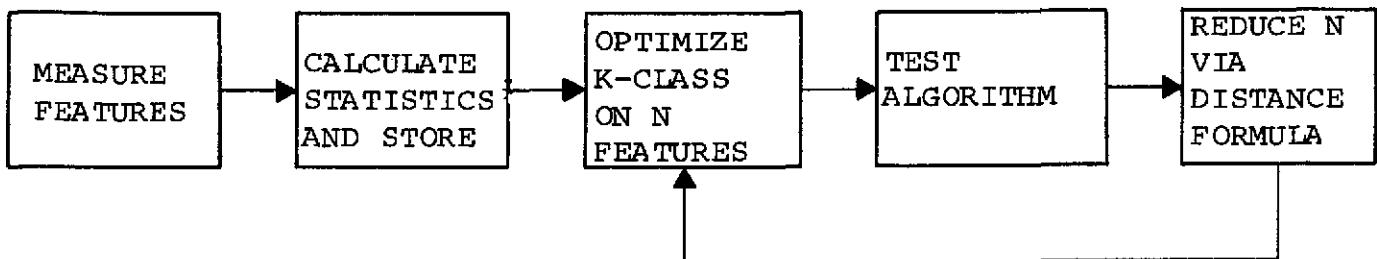 MEASURE
FEATURES
CALCULATE
STATISTICS
AND STORE
OPTIMIZE
K-CLASS
ON N
FEATURES
TEST
ALGORITHM
REDUCE N
VIA
DISTANCE
FORMULA